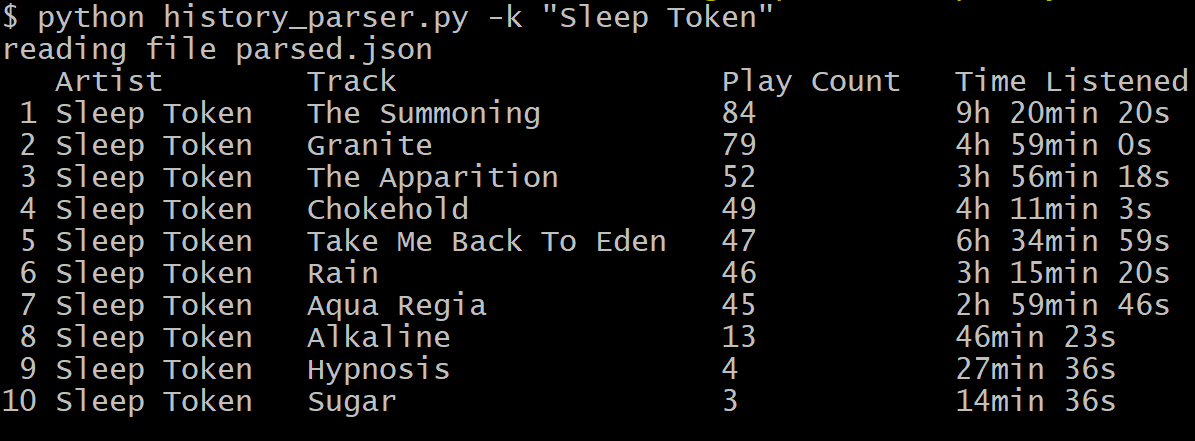 $ python history_parser.py -k "Sleep Token"
reading file parsed.json
Artist Track Play Count Time Listened
1 Sleep Token The Summoning 84 9h 20min 20s
2 Sleep Token Granite 79 4h 59min 0s
3 Sleep Token The Apparition 52 3h 56min 18s
4 Sleep Token Chokehold 49 4h 11min 3s
5 Sleep Token Take Me Back To Eden 47 6h 34min 59s
6 Sleep Token Rain 46 3h 15min 20s
7 Sleep Token Aqua Regia 45 2h 59min 46s
8 Sleep Token Alkaline 13 46min 23s
9 Sleep Token Hypnosis 4 27min 36s
10 Sleep Token Sugar 3 14min 36s